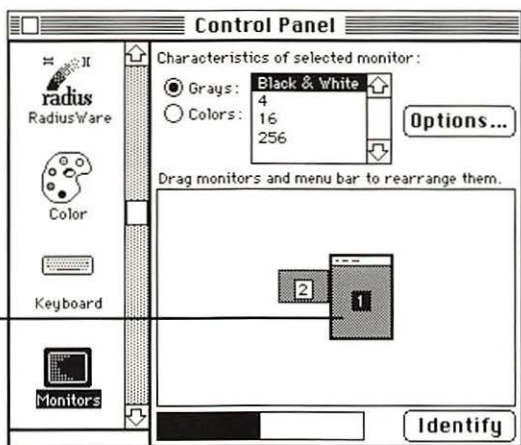 Control Panel
radius
RadiusWare
Color
Keyboard
Monitors
Characteristics of selected monitor:
Grays:
Colors:
Black & White
4
16
256
Options...
Drag monitors and menu bar to rearrange them.
2
1
Identify